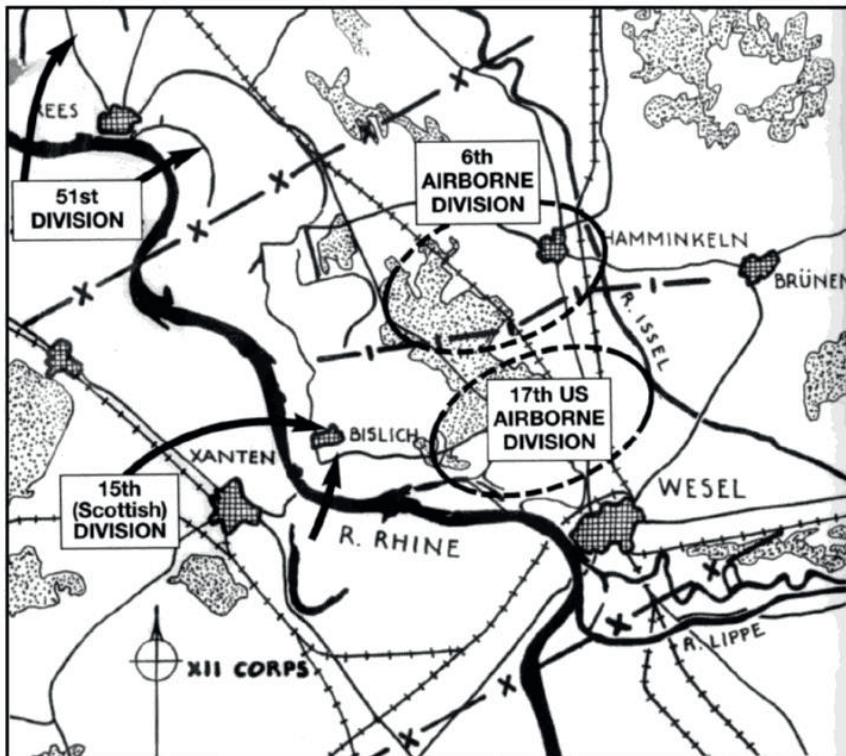 REES
51st
DIVISION
6th
AIRBORNE
DIVISION
HAMMINKELN
BRÜNEN
R. ISSEL
17th US
AIRBORNE
DIVISION
BISLICH
XANTEN
15th
(Scottish)
DIVISION
WESEL
R. RHINE
R. LIPPE
XII CORPS